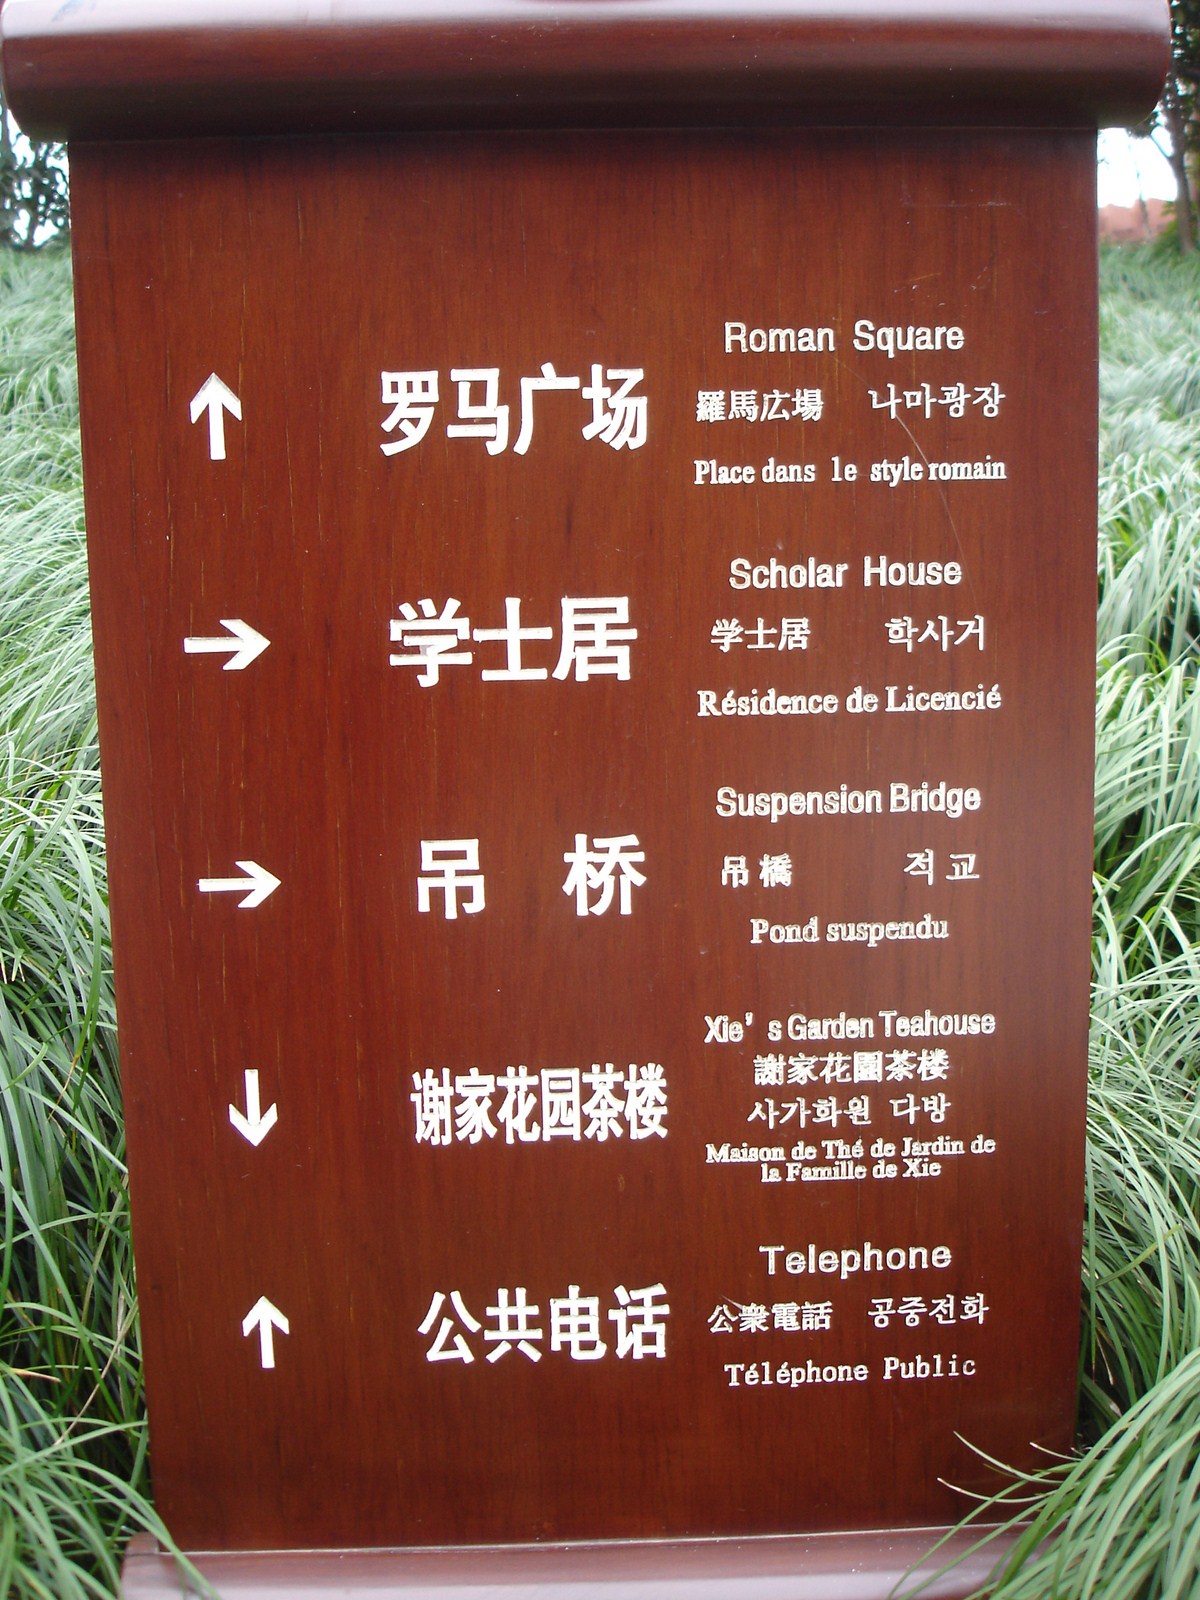 ↑ 罗马广场
Roman Square
羅馬広場 나마광장
Place dans le style romain
→ 学士居
Scholar House
学士居 학사거
Résidence de Licencié
→ 吊 桥
Suspension Bridge
吊橋 적교
Pond suspendu
↓ 谢家花园茶楼
Xie's Garden Teahouse
謝家花園茶楼
사가화원 다방
Maison de Thé de Jardin de
la Famille de Xie
↑ 公共电话
Telephone
公衆電話 공중전화
Téléphone Public